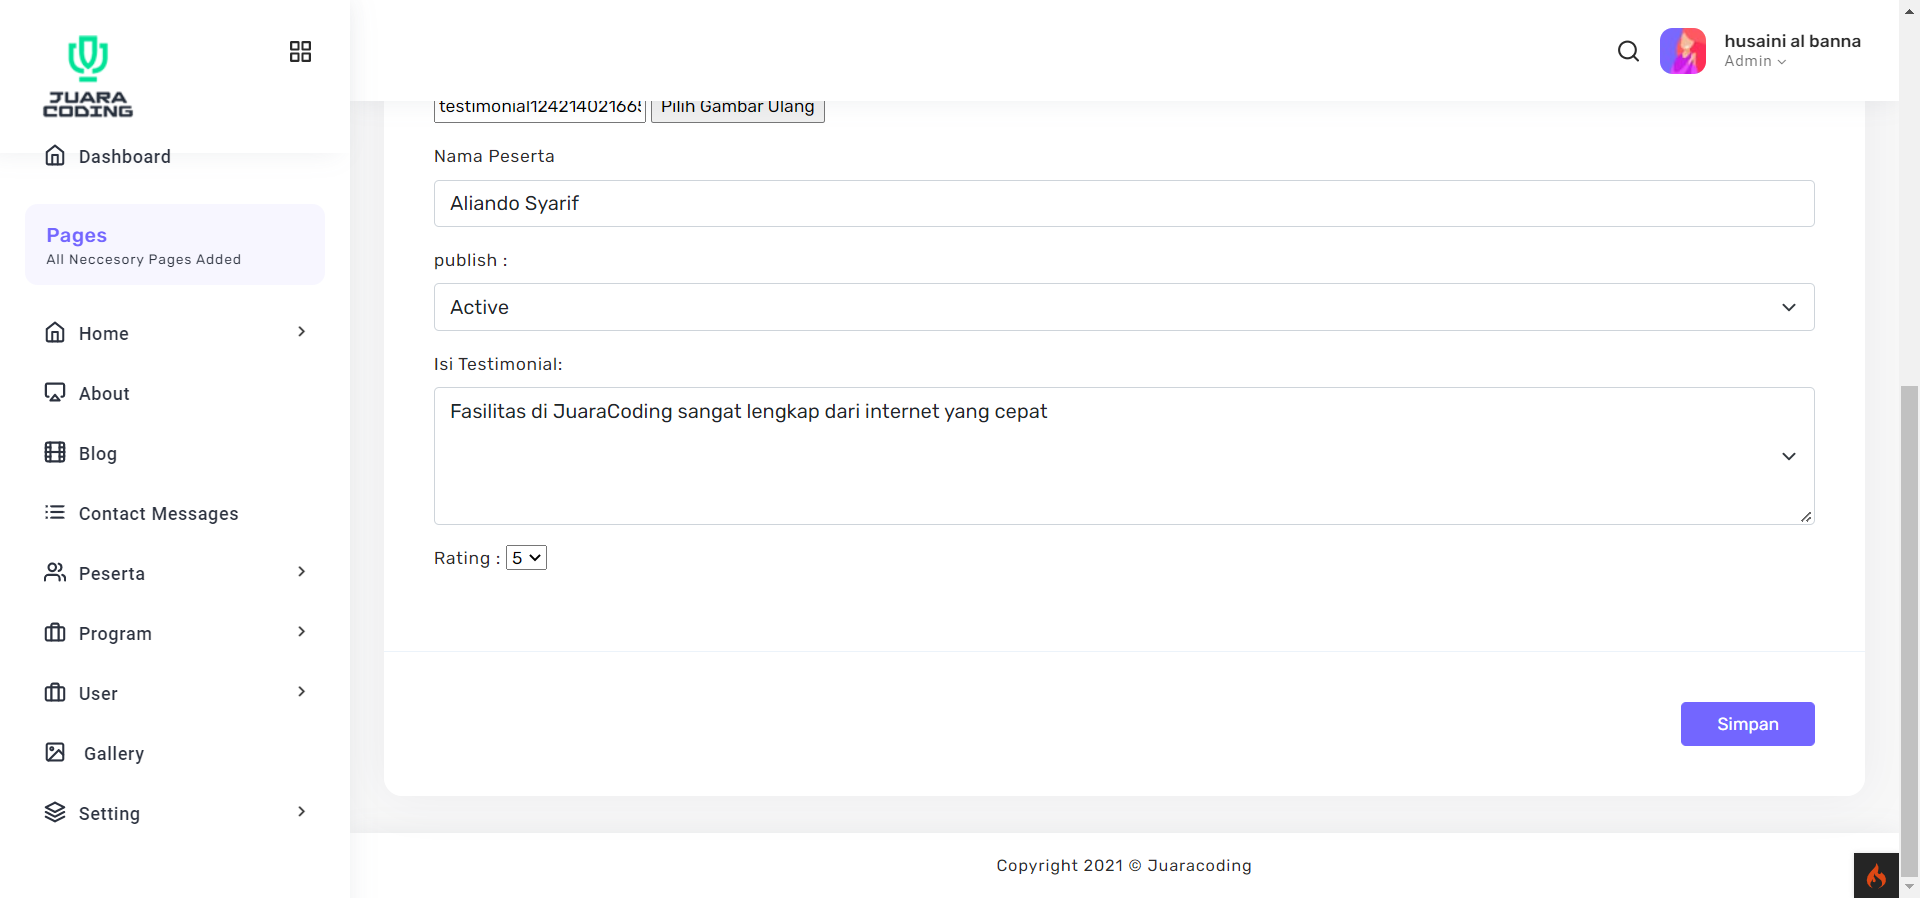 JUARA
CODING
husaini al banna
Admin
Dashboard
Pages
All Neccesory Pages Added
Home
About
Blog
Contact Messages
Peserta
Program
User
Gallery
Setting
Pilih Gambar Ulang
Nama Peserta
Aliando Syarif
publish :
Active
Isi Testimonial:
Fasilitas di JuaraCoding sangat lengkap dari internet yang cepat
Rating : 5
Simpan
Copyright 2021 © Juaracoding